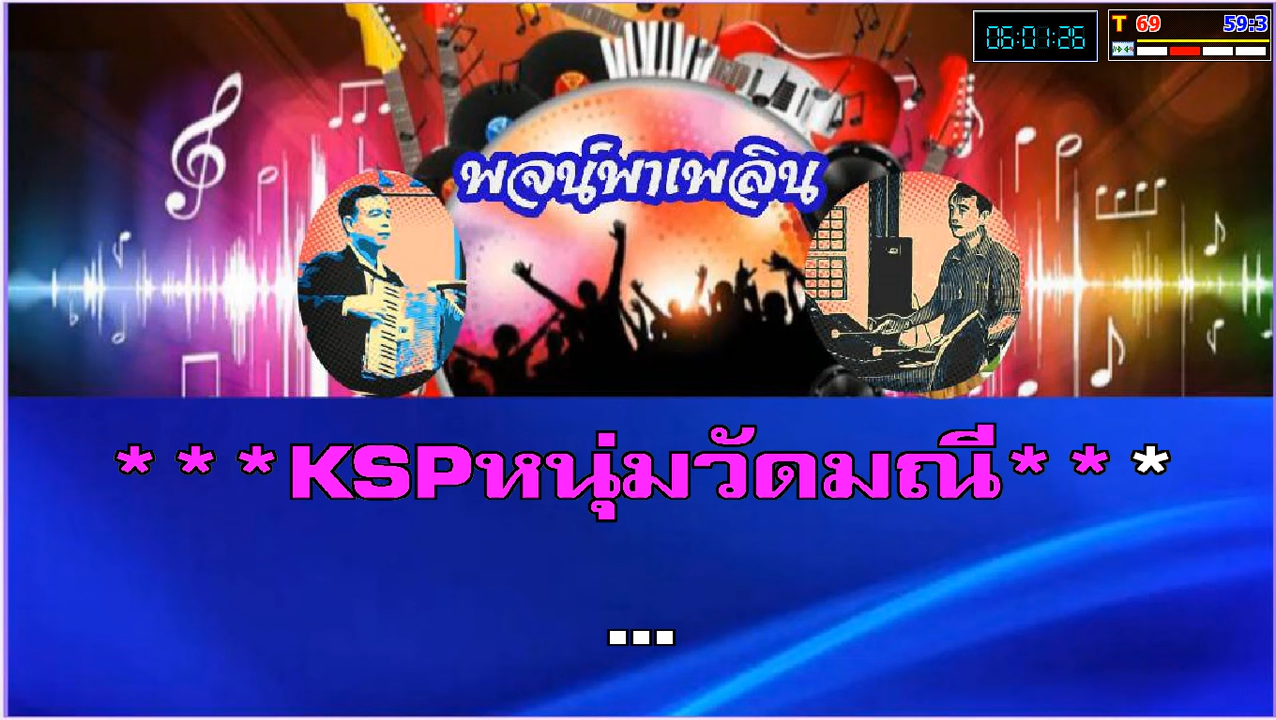 06:01:26
T 69 59:3
พจน์พาเพลิน
* * * KSPหนุ่มวัดมณี * * *
...